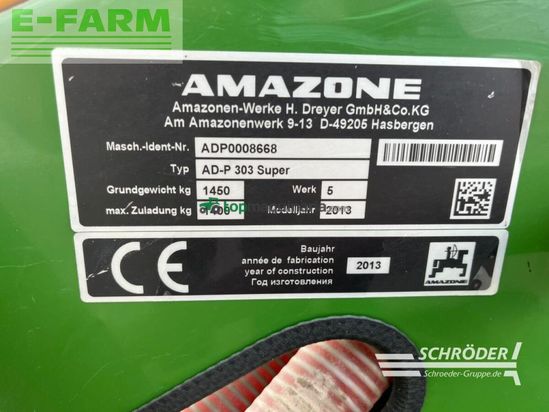 E-FARM
AMAZONE
Amazonen-Werke H. Dreyer GmbH&Co.KG
Am Amazonenwerk 9-13 D-49205 Hasbergen
Masch.-Ident-Nr. ADP0008668
Typ AD-P 303 Super
Grundgewicht kg 1450 Werk 5
max. Zuladung kg 1400 Modelljahr 2013
CE
Baujahr
année de fabrication
year of construction
Год изготовления
2013
AMAZONE
SCHRÖDER
Schroeder-Gruppe.de